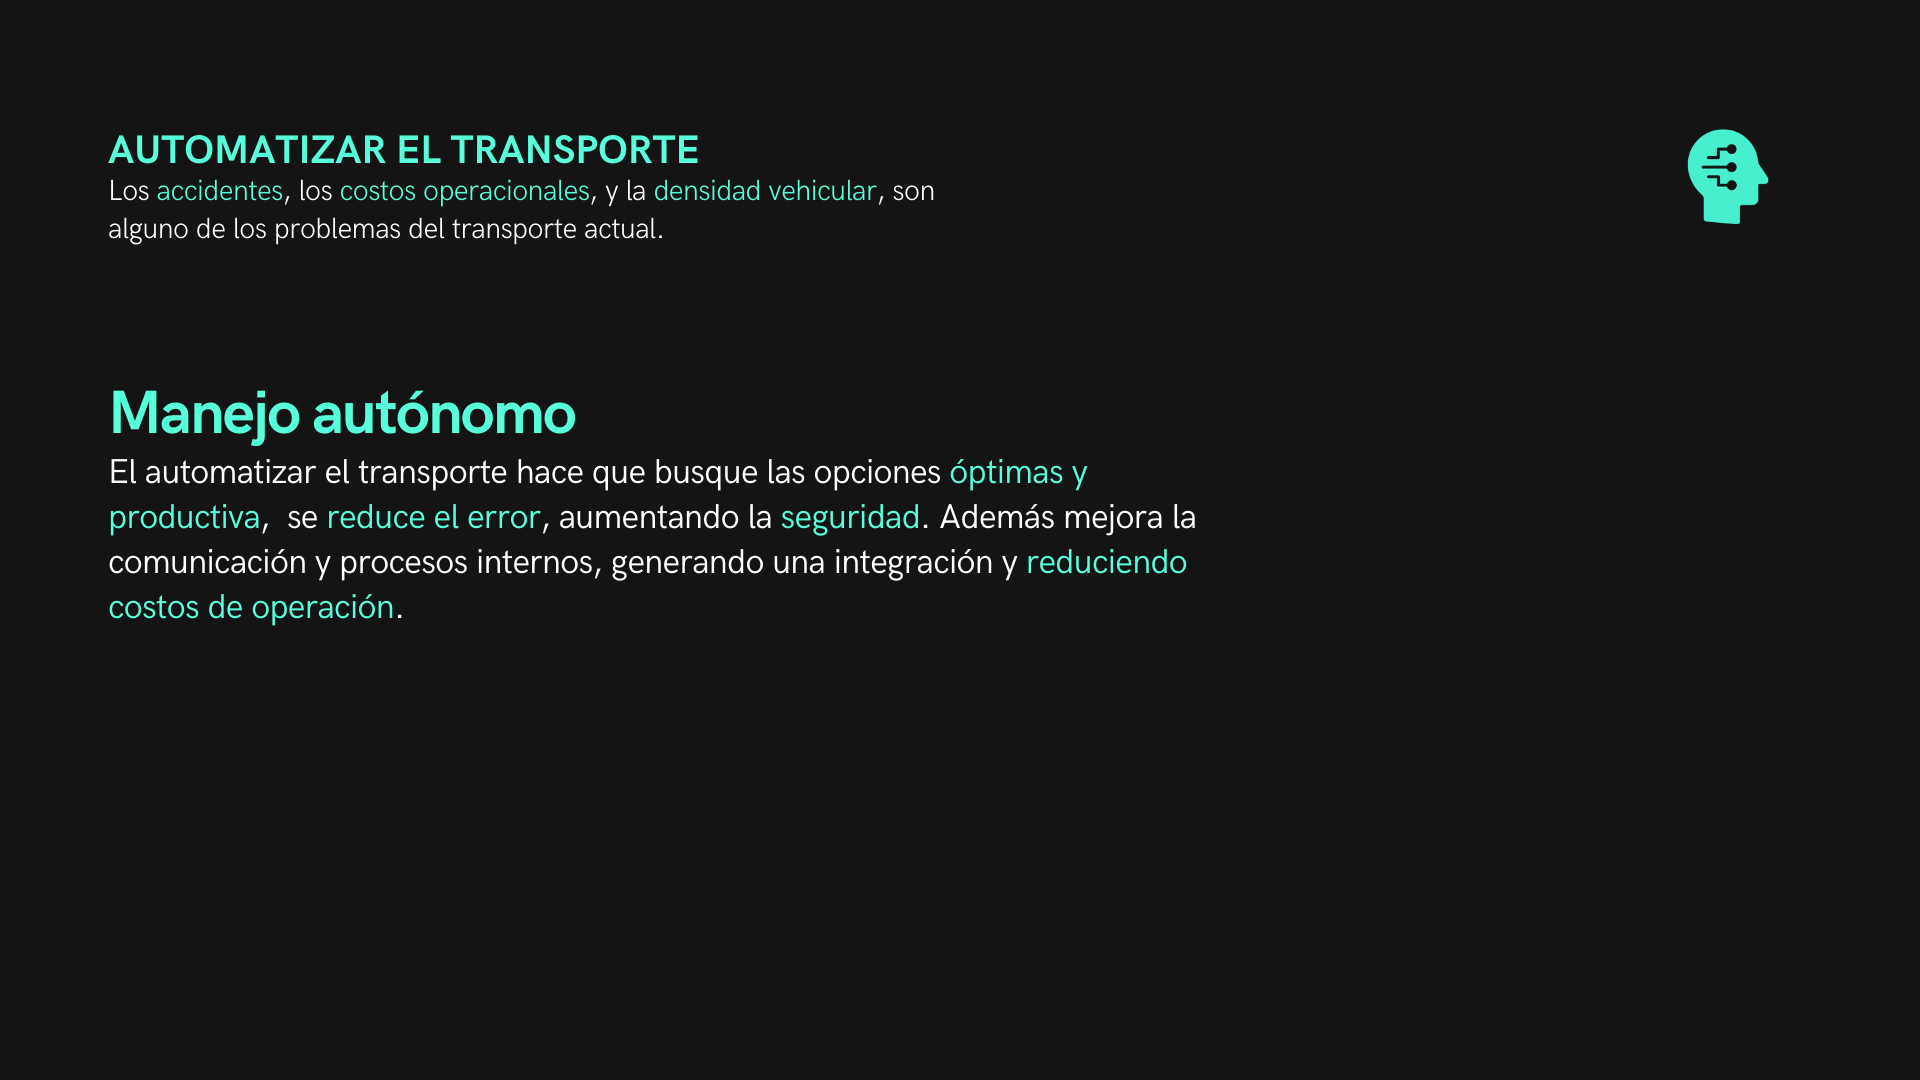 AUTOMATIZAR EL TRANSPORTE
Los accidentes, los costos operacionales, y la densidad vehicular, son
alguno de los problemas del transporte actual.
Manejo autónomo
El automatizar el transporte hace que busque las opciones óptimas y
productiva,  se reduce el error, aumentando la seguridad. Además mejora la
comunicación y procesos internos, generando una integración y reduciendo
costos de operación.